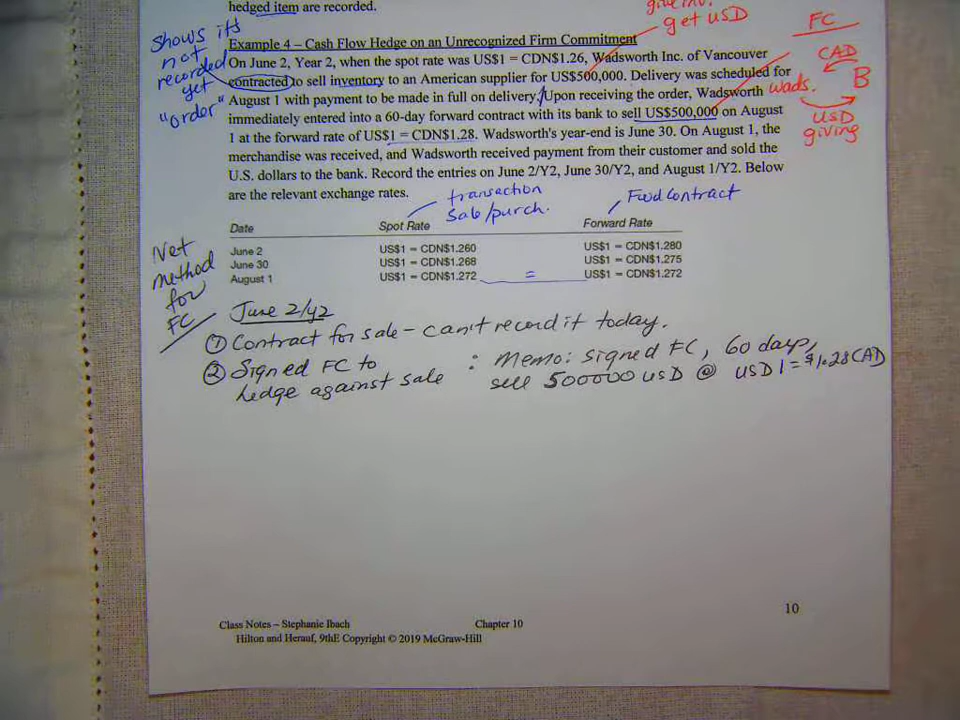 hedged item are recorded.
get USD
FC
shows its
not
recorded
yet
"order"
Example 4 – Cash Flow Hedge on an Unrecognized Firm Commitment
On June 2, Year 2, when the spot rate was US$1 = CDN$1.26, Wadsworth Inc. of Vancouver
contracted to sell inventory to an American supplier for US$500,000. Delivery was scheduled for
August 1 with payment to be made in full on delivery. Upon receiving the order, Wadsworth
immediately entered into a 60-day forward contract with its bank to sell US$500,000 on August
1 at the forward rate of US$1 = CDN$1.28. Wadsworth's year-end is June 30. On August 1, the
merchandise was received, and Wadsworth received payment from their customer and sold the
U.S. dollars to the bank. Record the entries on June 2/Y2, June 30/Y2, and August 1/Y2. Below
are the relevant exchange rates.
CAD
Wads. B
USD
giving
transaction
sale/purch.
Fwd contract
Date Spot Rate Forward Rate
June 2 US$1 = CDN$1.260 US$1 = CDN$1.280
June 30 US$1 = CDN$1.268 US$1 = CDN$1.275
August 1 US$1 = CDN$1.272 = US$1 = CDN$1.272
Net
method
for
FC
June 2/Y2
① Contract for sale – can't record it today.
② Signed FC to : Memo: signed FC, 60 days,
hedge against sale sell 500000 USD @ USD 1 = $1.28 CAD
10
Class Notes – Stephanie Ibach Chapter 10
Hilton and Herauf, 9thE Copyright © 2019 McGraw-Hill